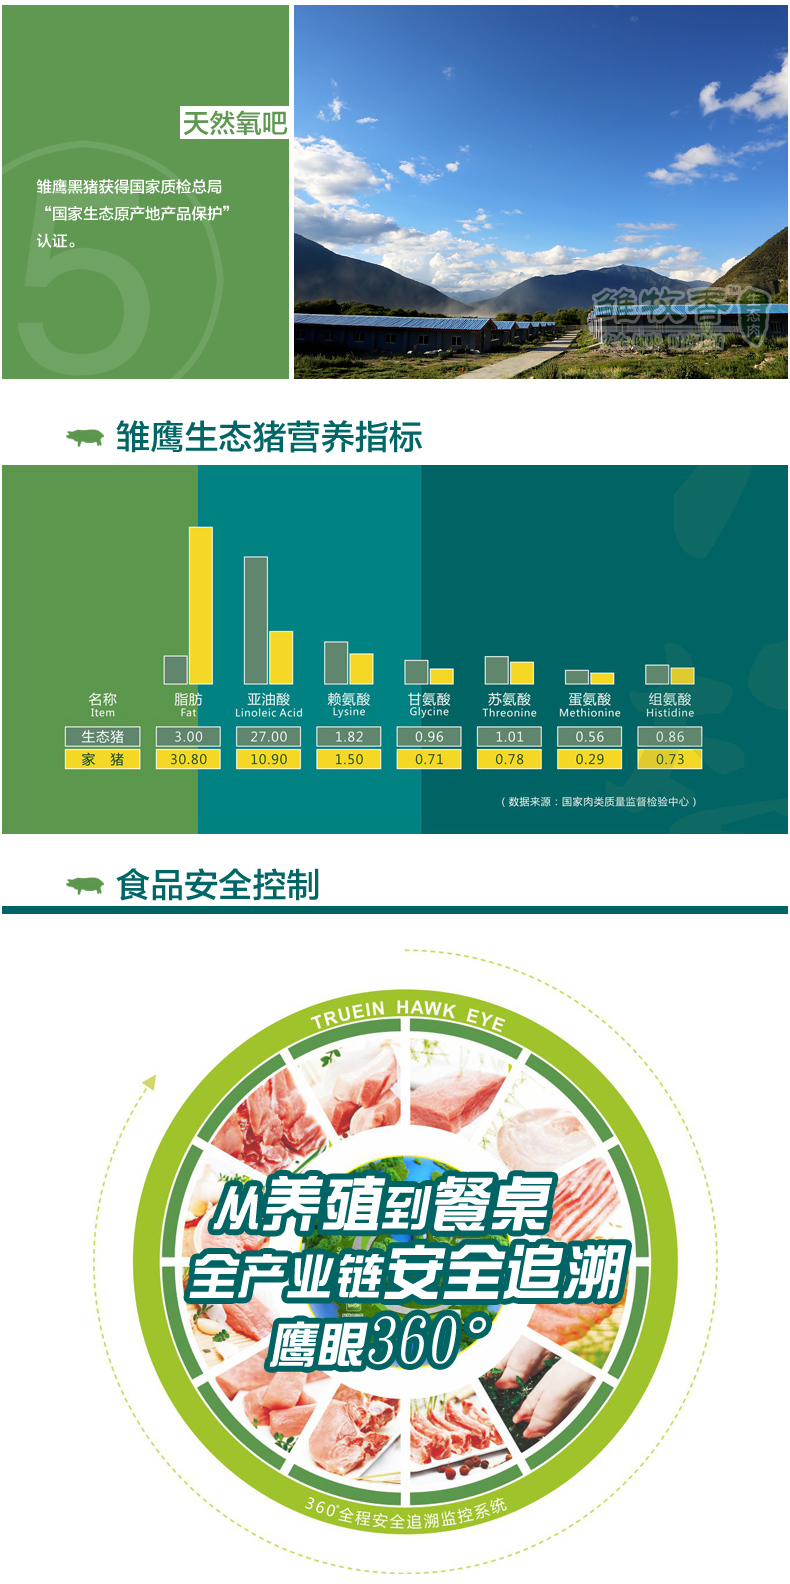 天然氧吧
5
雏鹰黑猪获得国家质检总局
“国家生态原产地产品保护”
认证。
雏牧香™ 生态肉
雏鹰生态猪营养指标
名称 脂肪 亚油酸 赖氨酸 甘氨酸 苏氨酸 蛋氨酸 组氨酸
Item Fat Linoleic Acid Lysine Glycine Threonine Methionine Histidine
生态猪 3.00 27.00 1.82 0.96 1.01 0.56 0.86
家 猪 30.80 10.90 1.50 0.71 0.78 0.29 0.73
（数据来源：国家肉类质量监督检验中心）
食品安全控制
TRUEIN HAWK EYE
从养殖到餐桌
全产业链安全追溯
鹰眼360°
360°全程安全追溯监控系统